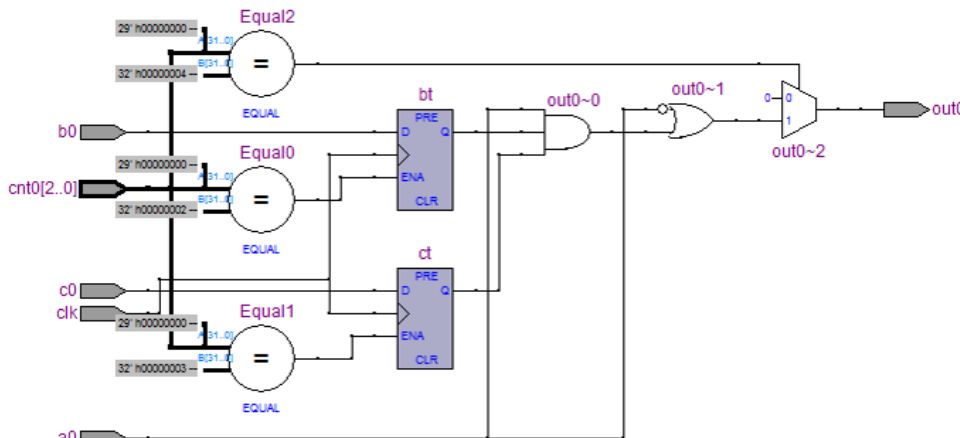 Equal2
29' h00000000 --
A[31..0]
=
32' h00000004 --
B[31..0]
EQUAL
bt
PRE
D
Q
ENA
CLR
out0~0
out0~1
0
0
1
out0~2
out0
b0
Equal0
29' h00000000 --
A[31..0]
cnt0[2..0]
=
32' h00000002 --
B[31..0]
EQUAL
ct
PRE
D
Q
ENA
CLR
c0
clk
Equal1
29' h00000000 --
A[31..0]
=
32' h00000003 --
B[31..0]
EQUAL
a0